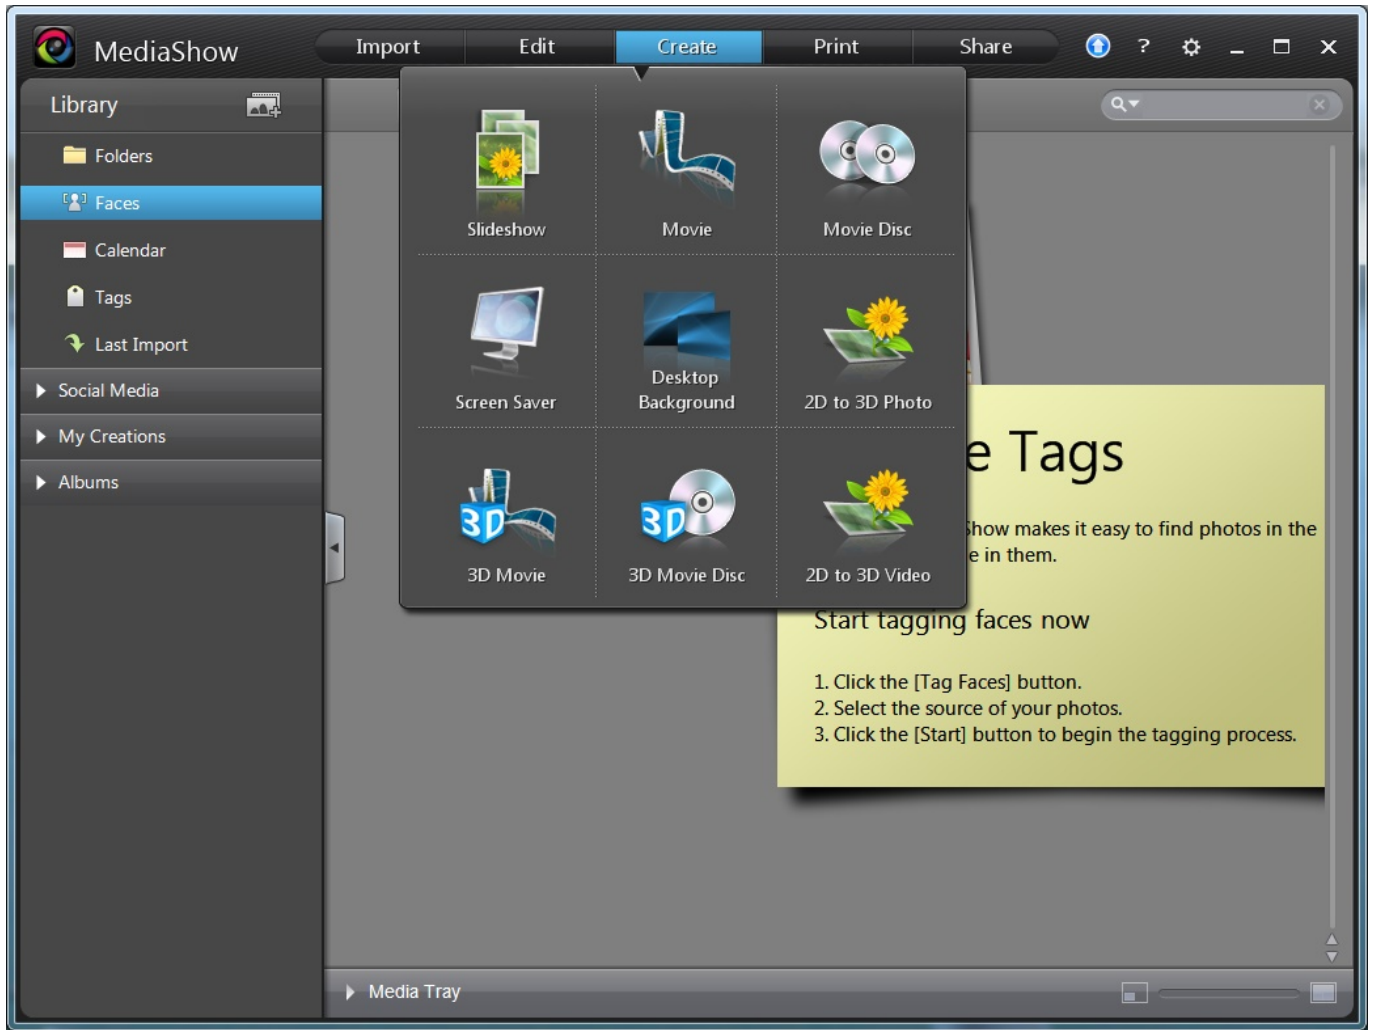 MediaShow
Import
Edit
Create
Print
Share
?
Library
Folders
Faces
Calendar
Tags
Last Import
Social Media
My Creations
Albums
Slideshow
Movie
Movie Disc
Screen Saver
Desktop
Background
2D to 3D Photo
3D
3D Movie
3D
3D Movie Disc
2D to 3D Video
e Tags
Show makes it easy to find photos in the
e in them.
Start tagging faces now
1. Click the [Tag Faces] button.
2. Select the source of your photos.
3. Click the [Start] button to begin the tagging process.
Media Tray